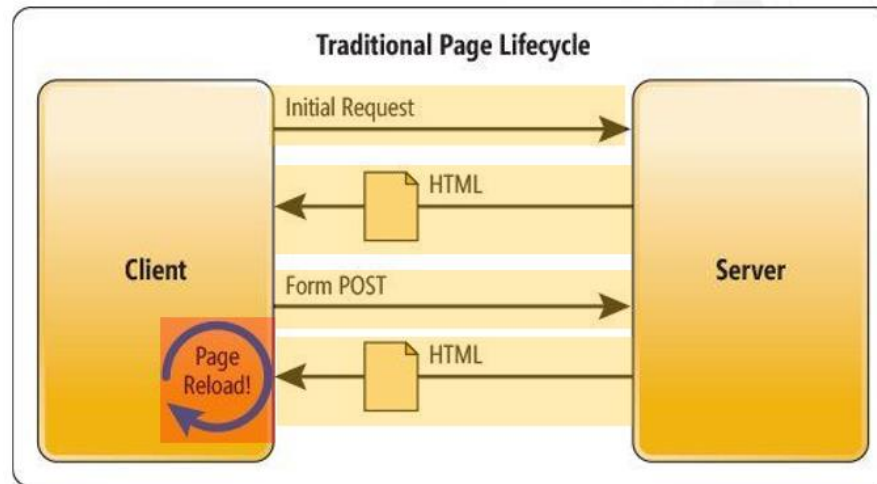 Traditional Page Lifecycle
Initial Request
HTML
Client
Server
Form POST
HTML
Page
Reload!